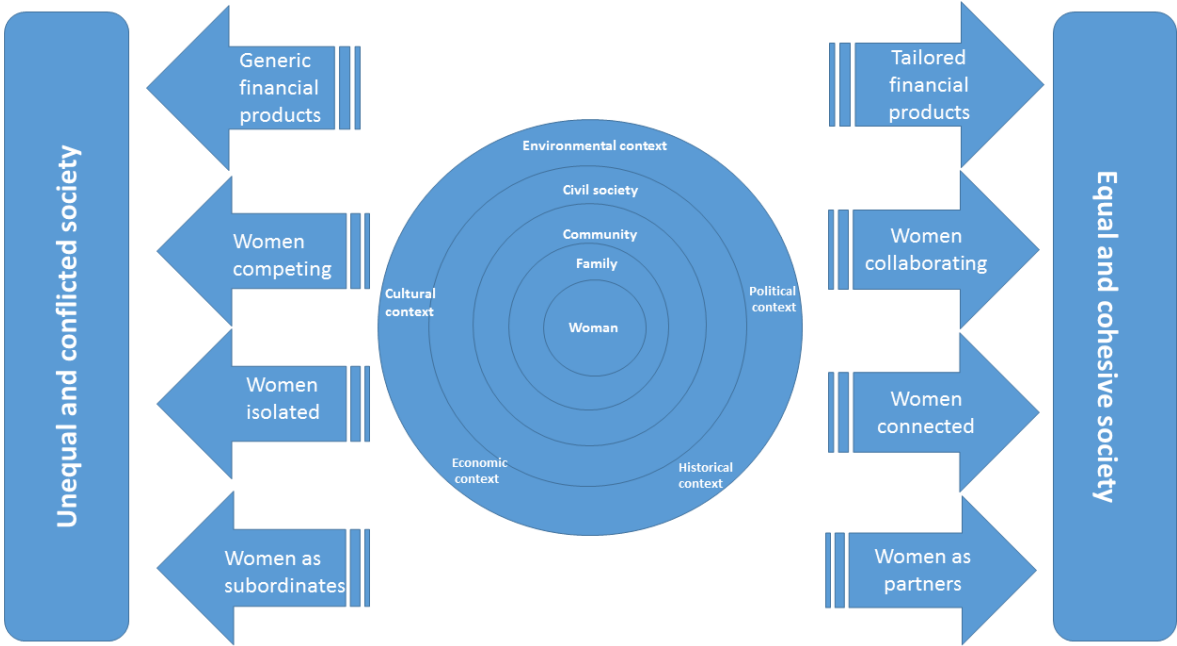 Unequal and conflicted society
Generic
financial
products
Women
competing
Women
isolated
Women as
subordinates
Environmental context
Civil society
Community
Family
Woman
Cultural
context
Political
context
Economic
context
Historical
context
Tailored
financial
products
Women
collaborating
Women
connected
Women as
partners
Equal and cohesive society